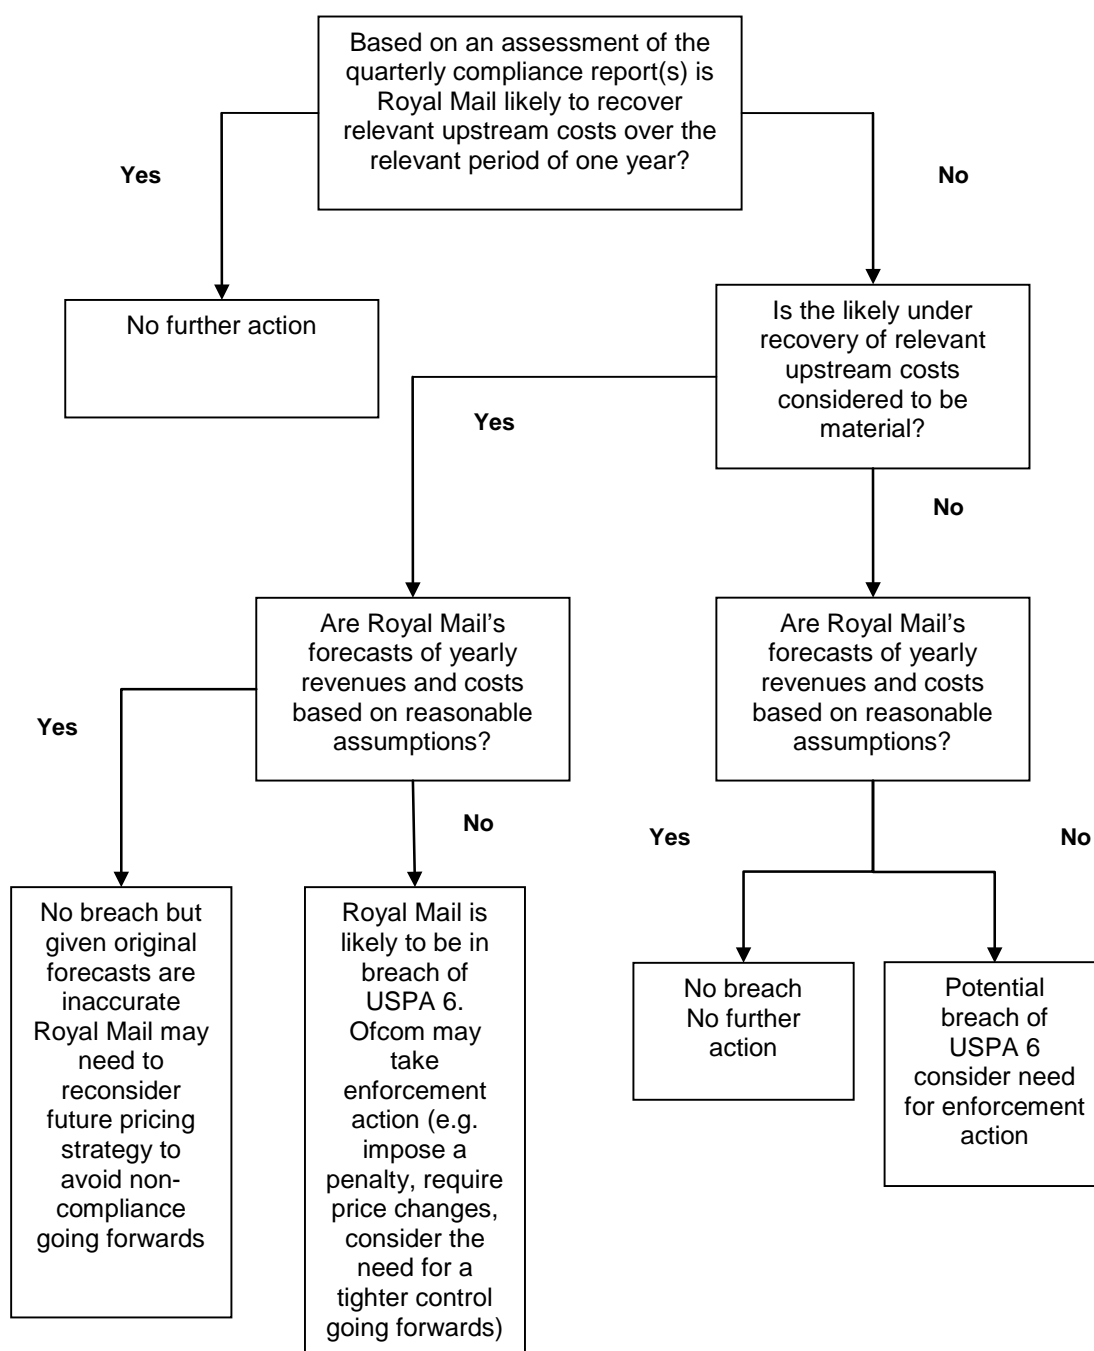 Based on an assessment of the
quarterly compliance report(s) is
Royal Mail likely to recover
relevant upstream costs over the
relevant period of one year?
Yes
No
No further action
Is the likely under
recovery of relevant
upstream costs
considered to be
material?
Yes
No
Are Royal Mail’s
forecasts of yearly
revenues and costs
based on reasonable
assumptions?
Are Royal Mail’s
forecasts of yearly
revenues and costs
based on reasonable
assumptions?
Yes
No
Yes
No
No breach but
given original
forecasts are
inaccurate
Royal Mail may
need to
reconsider
future pricing
strategy to
avoid non-
compliance
going forwards
Royal Mail is
likely to be in
breach of
USPA 6.
Ofcom may
take
enforcement
action (e.g.
impose a
penalty, require
price changes,
consider the
need for a
tighter control
going forwards)
No breach
No further
action
Potential
breach of
USPA 6
consider need
for enforcement
action